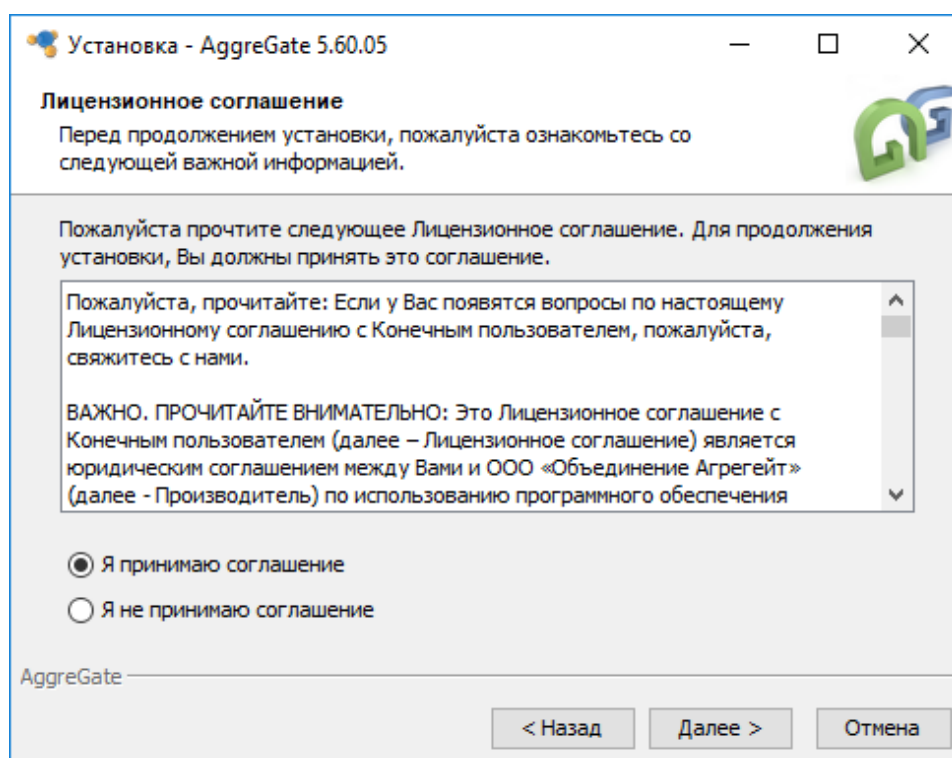 Установка - AggreGate 5.60.05
Лицензионное соглашение
Перед продолжением установки, пожалуйста ознакомьтесь со
следующей важной информацией.
Пожалуйста прочтите следующее Лицензионное соглашение. Для продолжения
установки, Вы должны принять это соглашение.
Пожалуйста, прочитайте: Если у Вас появятся вопросы по настоящему
Лицензионному соглашению с Конечным пользователем, пожалуйста,
свяжитесь с нами.
ВАЖНО. ПРОЧИТАЙТЕ ВНИМАТЕЛЬНО: Это Лицензионное соглашение с
Конечным пользователем (далее – Лицензионное соглашение) является
юридическим соглашением между Вами и ООО «Объединение Агрегейт»
(далее - Производитель) по использованию программного обеспечения
Я принимаю соглашение
Я не принимаю соглашение
AggreGate
< Назад
Далее >
Отмена